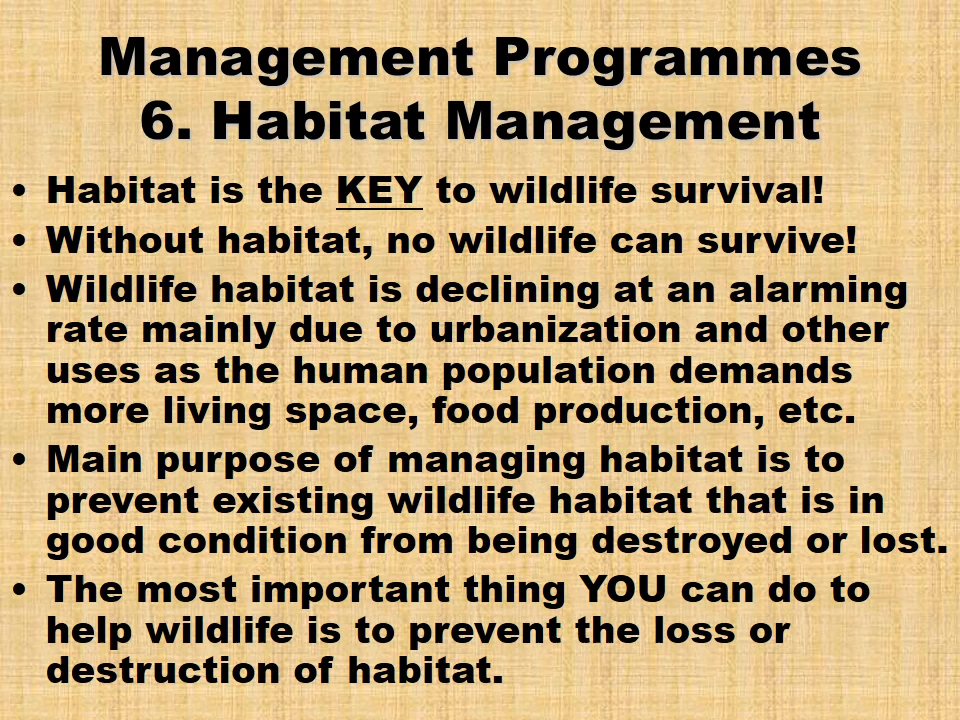 Management Programmes
6. Habitat Management
• Habitat is the KEY to wildlife survival!
• Without habitat, no wildlife can survive!
• Wildlife habitat is declining at an alarming
rate mainly due to urbanization and other
uses as the human population demands
more living space, food production, etc.
• Main purpose of managing habitat is to
prevent existing wildlife habitat that is in
good condition from being destroyed or lost.
• The most important thing YOU can do to
help wildlife is to prevent the loss or
destruction of habitat.